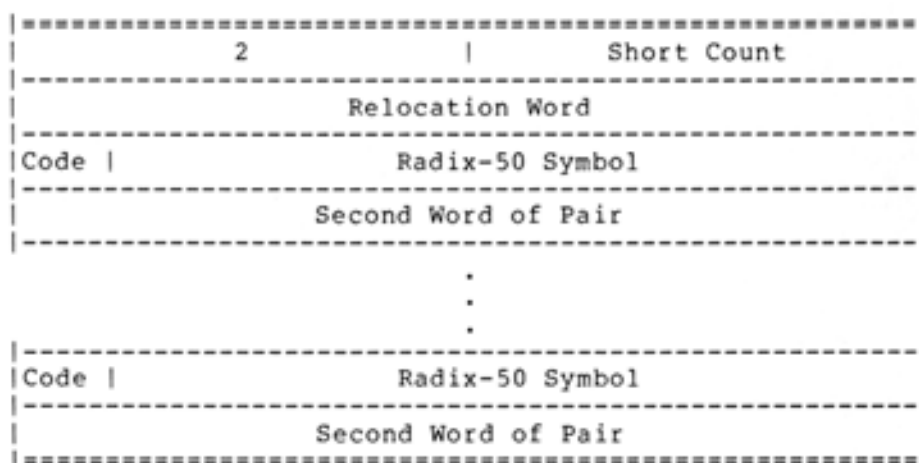 |=======================================================
| 2 | Short Count
|-------------------------------------------------------
| Relocation Word
|-------------------------------------------------------
|Code | Radix-50 Symbol
|-------------------------------------------------------
| Second Word of Pair
|-------------------------------------------------------
.
.
.
|-------------------------------------------------------
|Code | Radix-50 Symbol
|-------------------------------------------------------
| Second Word of Pair
|=======================================================